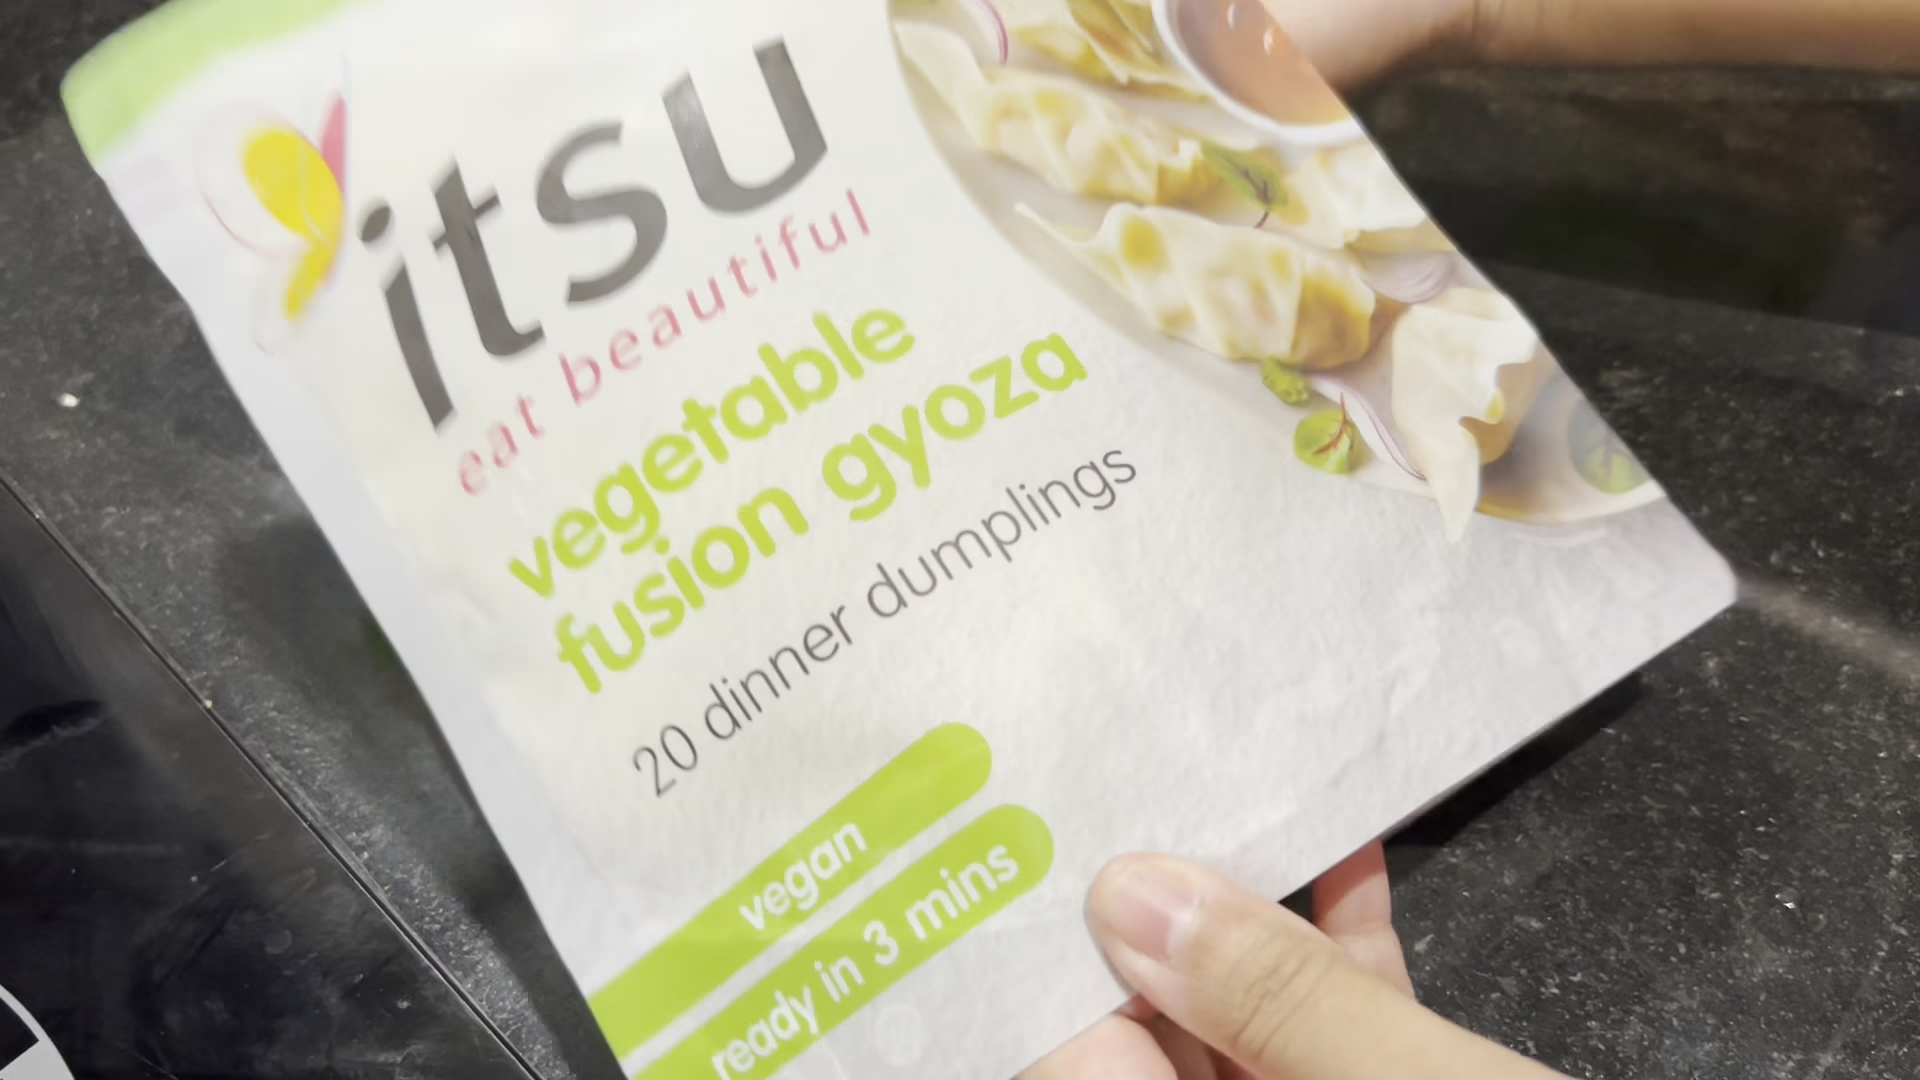 itsu
eat beautiful
vegetable
fusion gyoza
20 dinner dumplings
vegan
ready in 3 mins